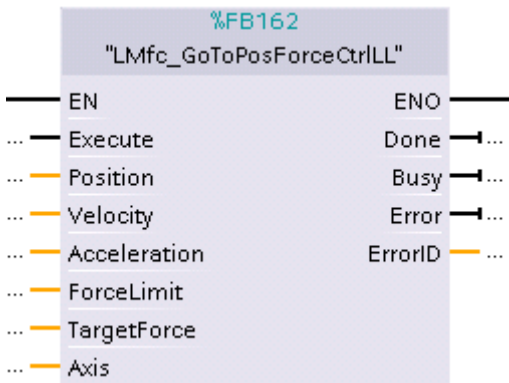 %FB162
"LMfc_GoToPosForceCtrlLL"
EN ENO
... Execute Done ...
... Position Busy ...
... Velocity Error ...
... Acceleration ErrorID ...
... ForceLimit
... TargetForce
... Axis